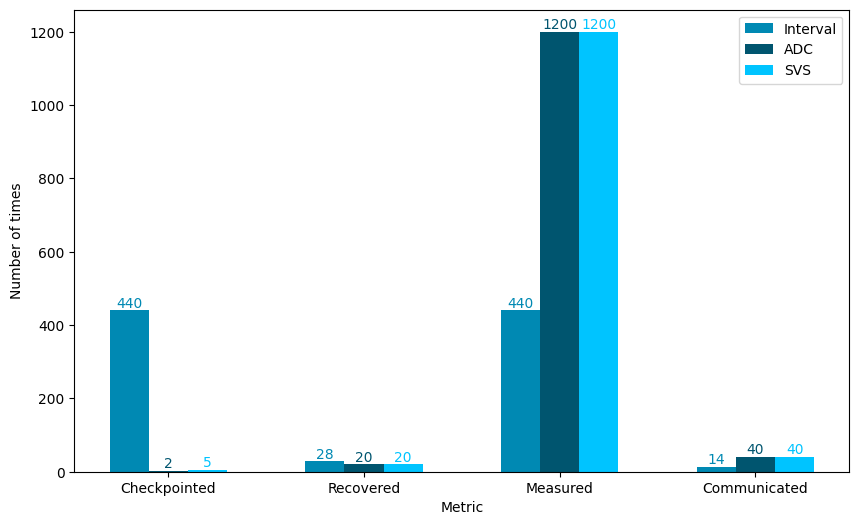 Interval
ADC
SVS
Number of times
1200
1000
800
600
400
200
0
440 2 5
28 20 20
440 1200 1200
14 40 40
Checkpointed Recovered Measured Communicated
Metric